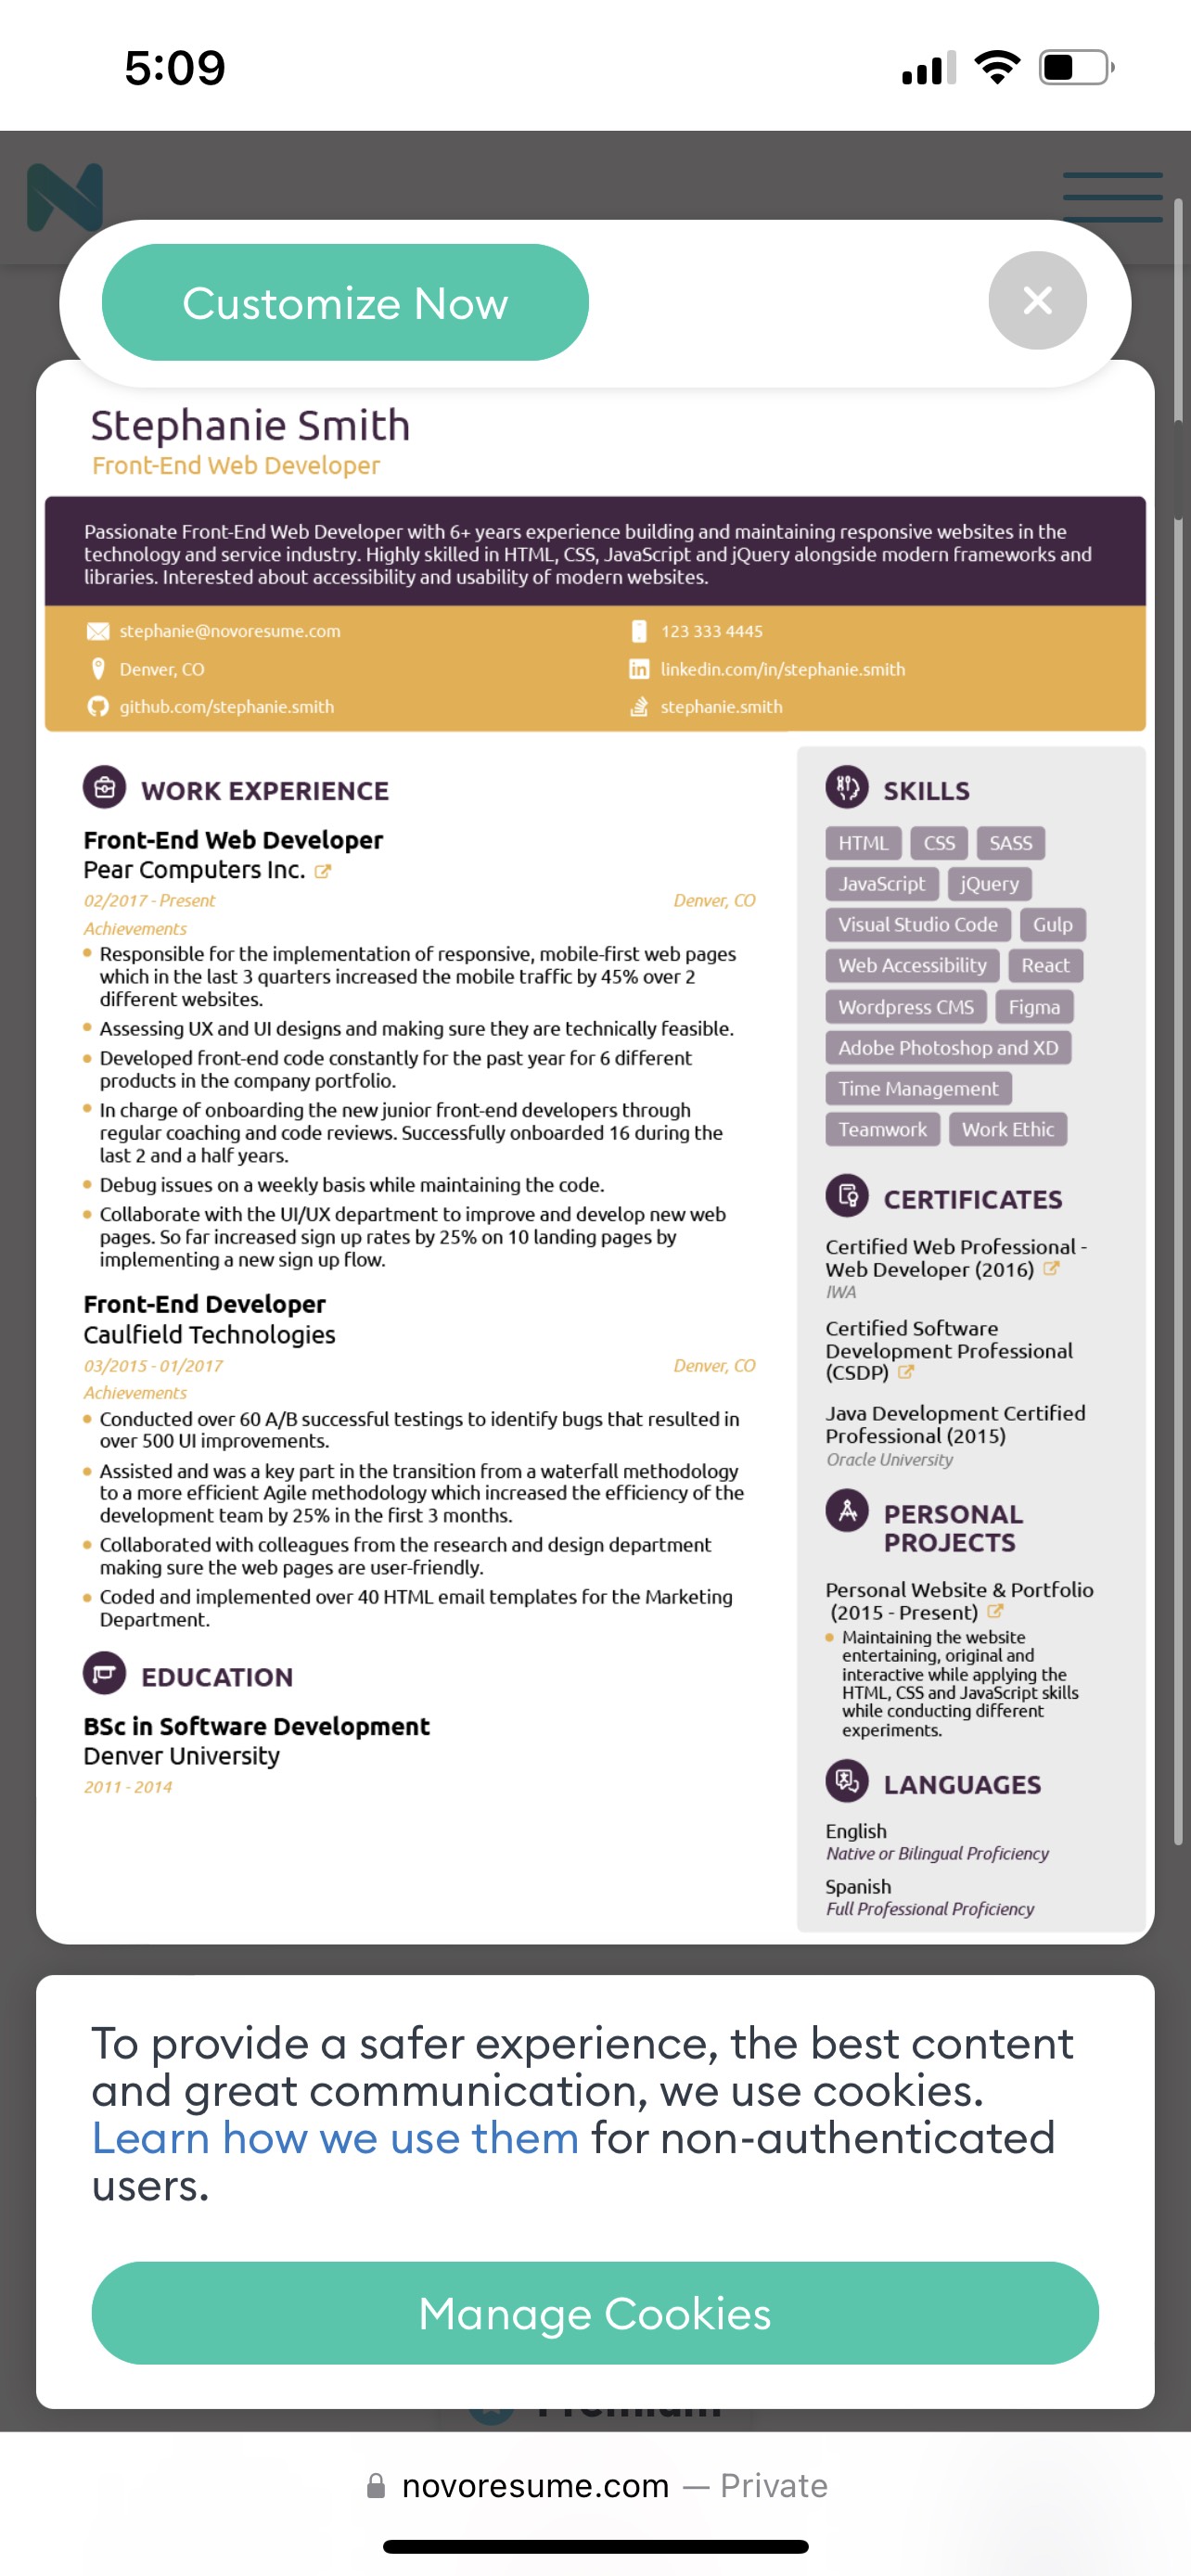 5:09
Customize Now
Stephanie Smith
Front-End Web Developer
Passionate Front-End Web Developer with 6+ years experience building and maintaining responsive websites in the
technology and service industry. Highly skilled in HTML, CSS, JavaScript and jQuery alongside modern frameworks and
libraries. Interested about accessibility and usability of modern websites.
stephanie@novoresume.com
123 333 4445
Denver, CO
linkedin.com/in/stephanie.smith
github.com/stephanie.smith
stephanie.smith
WORK EXPERIENCE
Front-End Web Developer
Pear Computers Inc.
02/2017 - Present Denver, CO
Achievements
Responsible for the implementation of responsive, mobile-first web pages
which in the last 3 quarters increased the mobile traffic by 45% over 2
different websites.
Assessing UX and UI designs and making sure they are technically feasible.
Developed front-end code constantly for the past year for 6 different
products in the company portfolio.
In charge of onboarding the new junior front-end developers through
regular coaching and code reviews. Successfully onboarded 16 during the
last 2 and a half years.
Debug issues on a weekly basis while maintaining the code.
Collaborate with the UI/UX department to improve and develop new web
pages. So far increased sign up rates by 25% on 10 landing pages by
implementing a new sign up flow.
Front-End Developer
Caulfield Technologies
03/2015 - 01/2017 Denver, CO
Achievements
Conducted over 60 A/B successful testings to identify bugs that resulted in
over 500 UI improvements.
Assisted and was a key part in the transition from a waterfall methodology
to a more efficient Agile methodology which increased the efficiency of the
development team by 25% in the first 3 months.
Collaborated with colleagues from the research and design department
making sure the web pages are user-friendly.
Coded and implemented over 40 HTML email templates for the Marketing
Department.
EDUCATION
BSc in Software Development
Denver University
2011 - 2014
SKILLS
HTML CSS SASS
JavaScript jQuery
Visual Studio Code Gulp
Web Accessibility React
Wordpress CMS Figma
Adobe Photoshop and XD
Time Management
Teamwork Work Ethic
CERTIFICATES
Certified Web Professional -
Web Developer (2016)
IWA
Certified Software
Development Professional
(CSDP)
Java Development Certified
Professional (2015)
Oracle University
PERSONAL
PROJECTS
Personal Website & Portfolio
(2015 - Present)
Maintaining the website
entertaining, original and
interactive while applying the
HTML, CSS and JavaScript skills
while conducting different
experiments.
LANGUAGES
English
Native or Bilingual Proficiency
Spanish
Full Professional Proficiency
To provide a safer experience, the best content
and great communication, we use cookies.
Learn how we use them for non-authenticated
users.
Manage Cookies
Premium
novoresume.com — Private